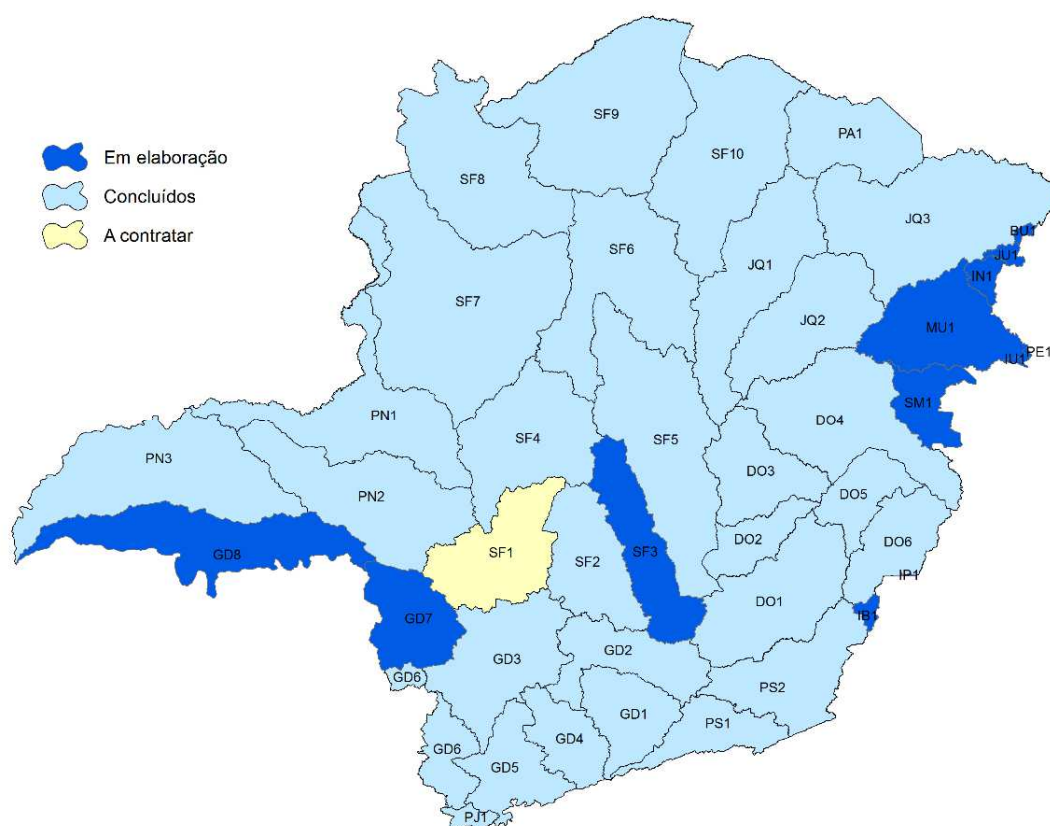 SF9
PA1
SF10
Em elaboração
Concluídos
A contratar
SF8
JQ3
BU1
SF6
JU1
JQ1
IN1
SF7
JQ2
MU1
IU1
PE1
SM1
PN1
DO4
SF4
SF5
PN3
DO3
PN2
DO5
DO2
DO6
SF1
SF3
GD8
SF2
IP1
DO1
IB1
GD7
GD3
GD2
GD6
PS2
GD1
PS1
GD4
GD6
GD5
PJ1